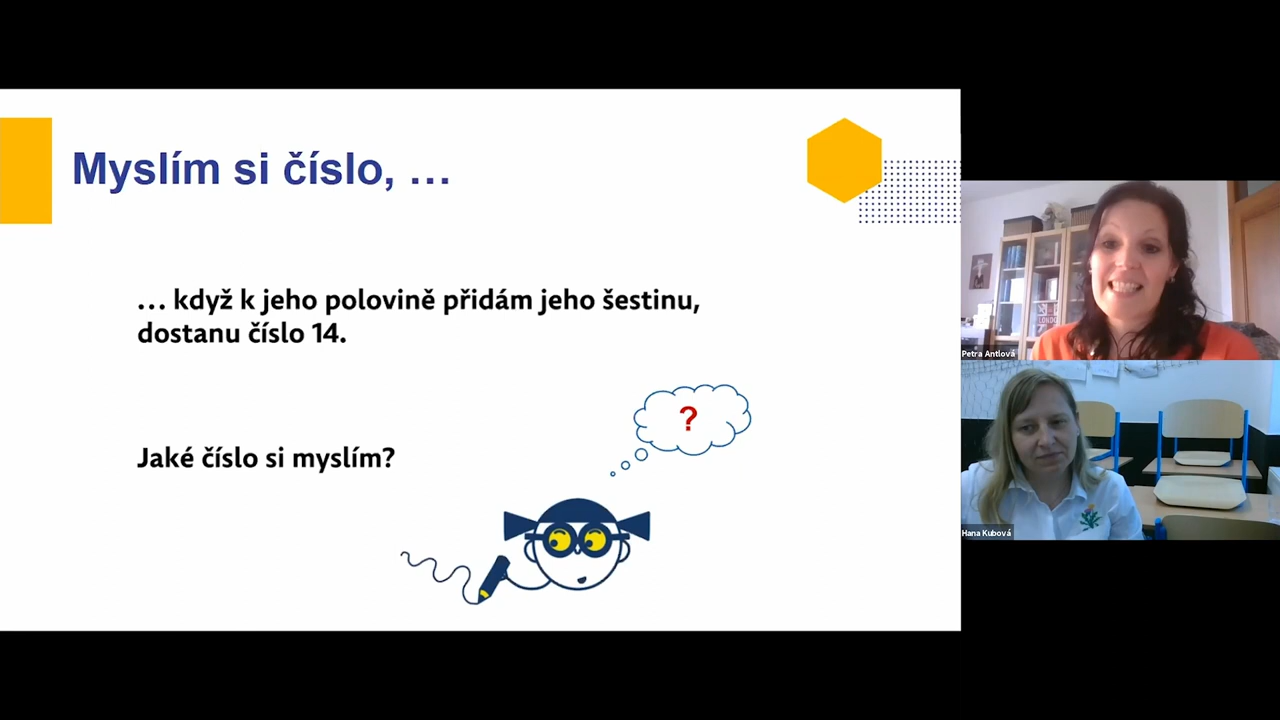 Myslím si číslo, ...
... když k jeho polovině přidám jeho šestinu,
dostanu číslo 14.
?
Jaké číslo si myslím?
Petra Antlová
Hana Kubová